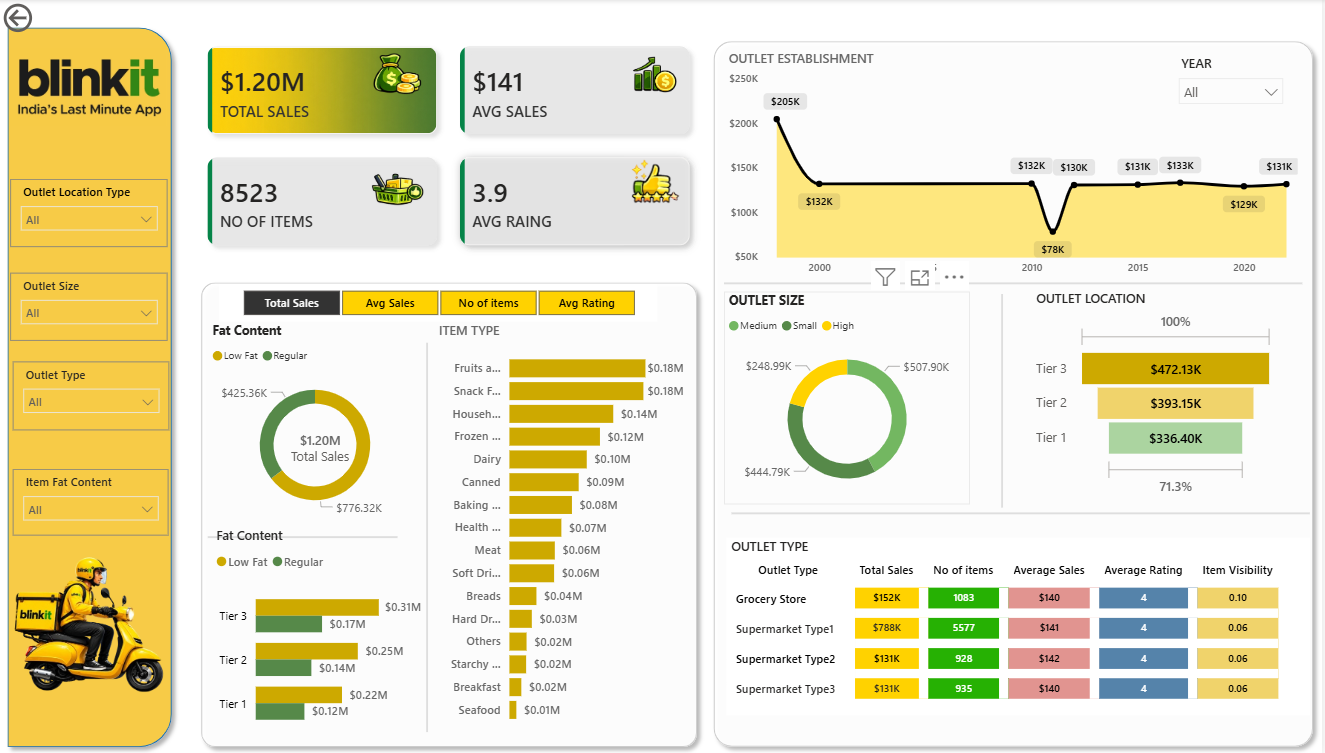 blinkit
India's Last Minute App
Outlet Location Type
All
Outlet Size
All
Outlet Type
All
Item Fat Content
All
blinkit
blinkit
$1.20M
TOTAL SALES
$141
AVG SALES
8523
NO OF ITEMS
3.9
AVG RAING
Total Sales
Avg Sales
No of items
Avg Rating
Fat Content
Low Fat
Regular
$425.36K
$1.20M
Total Sales
$776.32K
Fat Content
Low Fat
Regular
Tier 3
$0.31M
$0.17M
Tier 2
$0.25M
$0.14M
Tier 1
$0.22M
$0.12M
ITEM TYPE
Fruits a... $0.18M
Snack F... $0.18M
Househ... $0.14M
Frozen ... $0.12M
Dairy $0.10M
Canned $0.09M
Baking ... $0.08M
Health ... $0.07M
Meat $0.06M
Soft Dri... $0.06M
Breads $0.04M
Hard Dr... $0.03M
Others $0.02M
Starchy ... $0.02M
Breakfast $0.02M
Seafood $0.01M
OUTLET ESTABLISHMENT
YEAR
All
$250K
$200K
$150K
$100K
$50K
$205K
$132K
$132K
$78K
$130K
$131K
$133K
$129K
$131K
2000
2010
2015
2020
OUTLET SIZE
Medium
Small
High
$248.99K
$507.90K
$444.79K
OUTLET LOCATION
100%
Tier 3 $472.13K
Tier 2 $393.15K
Tier 1 $336.40K
71.3%
OUTLET TYPE
Outlet Type Total Sales No of items Average Sales Average Rating Item Visibility
Grocery Store $152K 1083 $140 4 0.10
Supermarket Type1 $788K 5577 $141 4 0.06
Supermarket Type2 $131K 928 $142 4 0.06
Supermarket Type3 $131K 935 $140 4 0.06